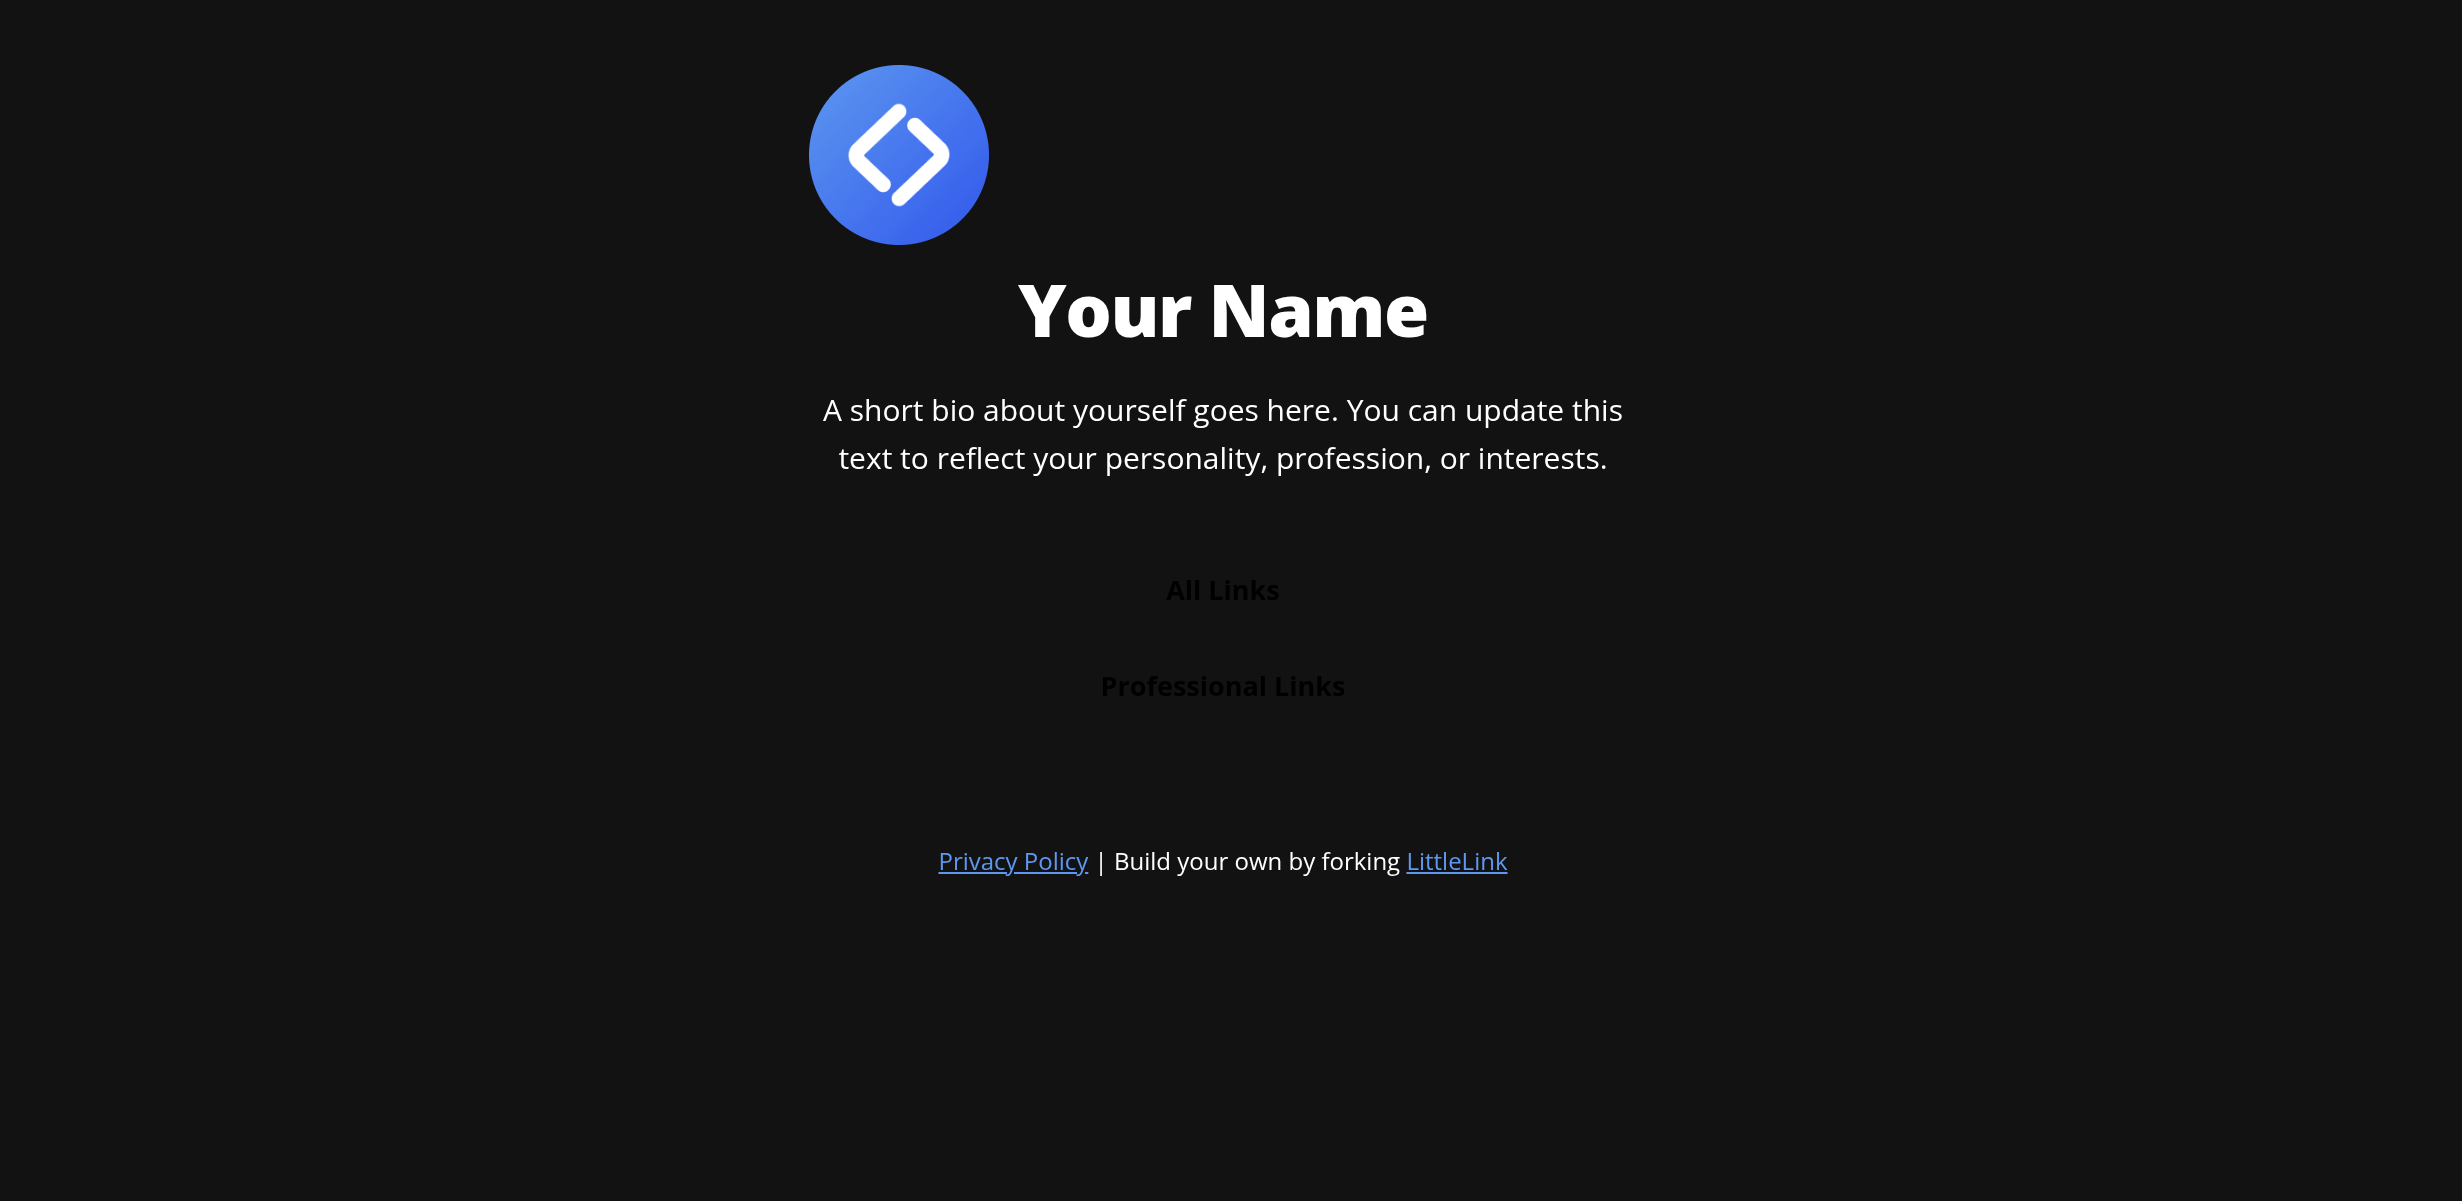 Your Name
A short bio about yourself goes here. You can update this
text to reflect your personality, profession, or interests.
All Links
Professional Links
Privacy Policy | Build your own by forking LittleLink